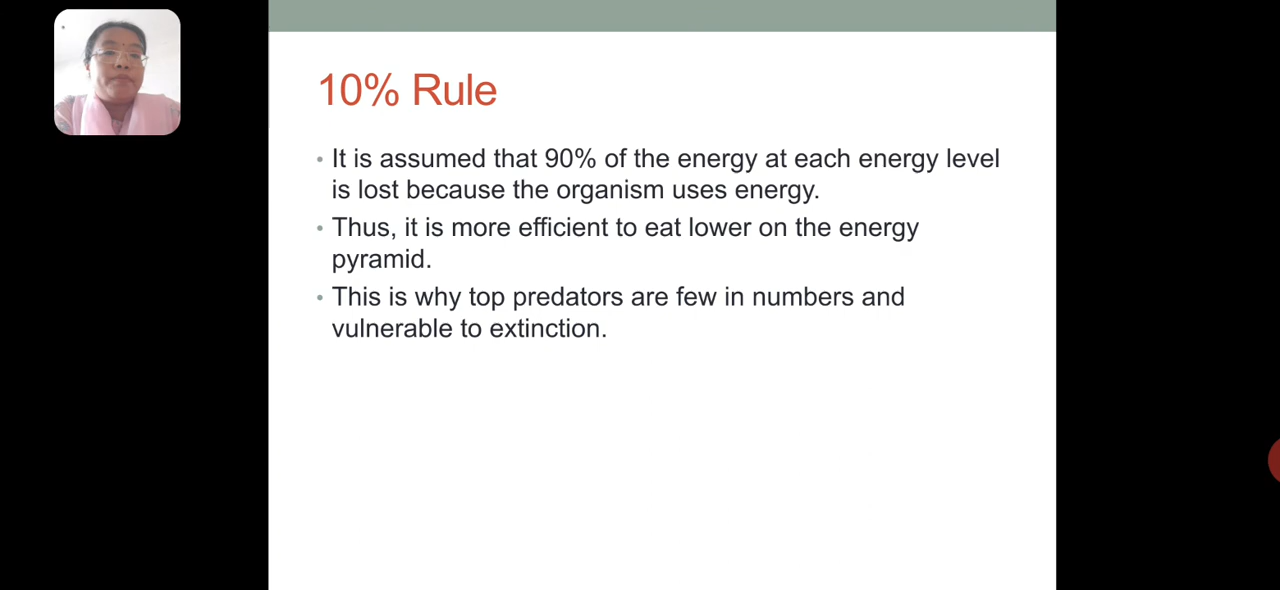 10% Rule
• It is assumed that 90% of the energy at each energy level
is lost because the organism uses energy.
• Thus, it is more efficient to eat lower on the energy
pyramid.
• This is why top predators are few in numbers and
vulnerable to extinction.